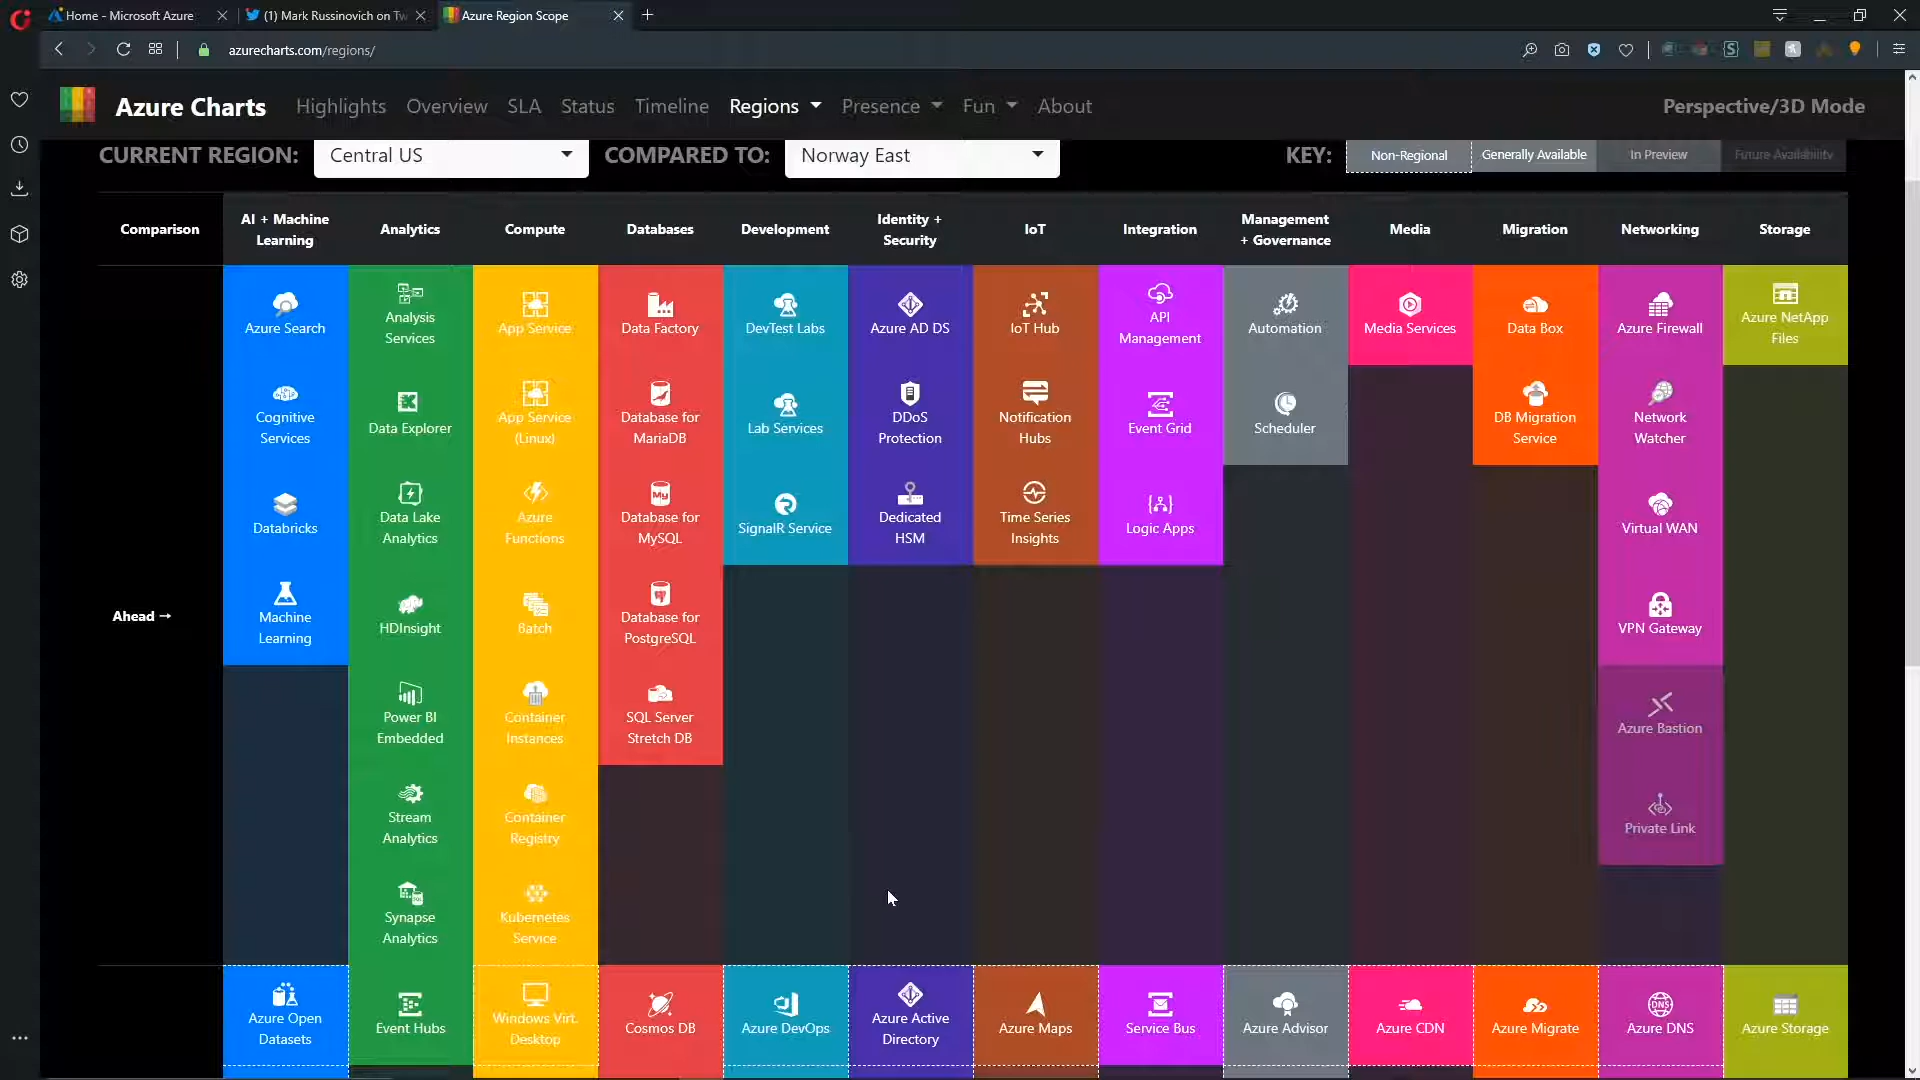 Home - Microsoft Azure
(1) Mark Russinovich on Tw
Azure Region Scope
azurecharts.com/regions/
Azure Charts
Highlights
Overview
SLA
Status
Timeline
Regions
Presence
Fun
About
Perspective/3D Mode
CURRENT REGION:
Central US
COMPARED TO:
Norway East
KEY:
Non-Regional
Generally Available
In Preview
Future Availability
Comparison
AI + Machine
Learning
Analytics
Compute
Databases
Development
Identity +
Security
IoT
Integration
Management
+ Governance
Media
Migration
Networking
Storage
Ahead →
Azure Search
Analysis
Services
App Service
Data Factory
DevTest Labs
Azure AD DS
IoT Hub
API
Management
Automation
Media Services
Data Box
Azure Firewall
Azure NetApp
Files
Cognitive
Services
Data Explorer
App Service
(Linux)
Database for
MariaDB
Lab Services
DDoS
Protection
Notification
Hubs
Event Grid
Scheduler
DB Migration
Service
Network
Watcher
Databricks
Data Lake
Analytics
Azure
Functions
Database for
MySQL
SignalR Service
Dedicated
HSM
Time Series
Insights
Logic Apps
Virtual WAN
Machine
Learning
HDInsight
Batch
Database for
PostgreSQL
VPN Gateway
Power BI
Embedded
Container
Instances
SQL Server
Stretch DB
Azure Bastion
Stream
Analytics
Container
Registry
Private Link
Synapse
Analytics
Kubernetes
Service
Azure Open
Datasets
Event Hubs
Windows Virt.
Desktop
Cosmos DB
Azure DevOps
Azure Active
Directory
Azure Maps
Service Bus
Azure Advisor
Azure CDN
Azure Migrate
Azure DNS
Azure Storage